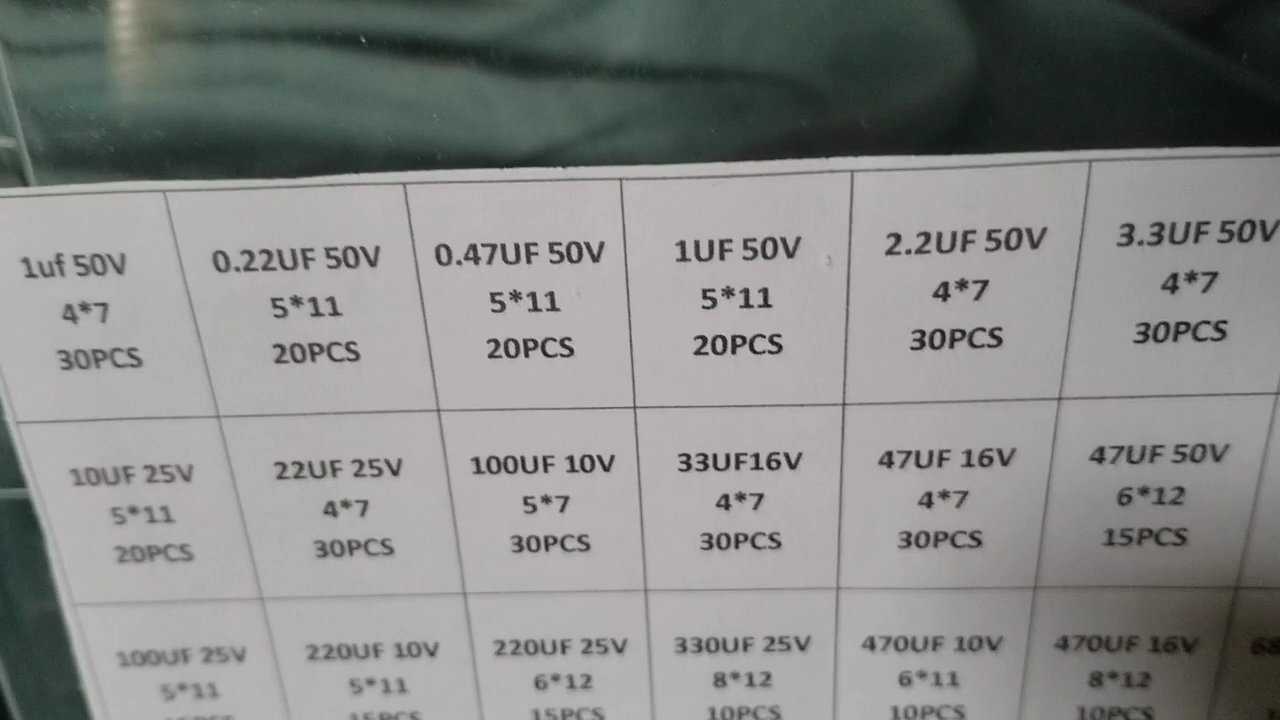 1uf 50V
4*7
30PCS
0.22UF 50V
5*11
20PCS
0.47UF 50V
5*11
20PCS
1UF 50V
5*11
20PCS
2.2UF 50V
4*7
30PCS
3.3UF 50V
4*7
30PCS
10UF 25V
5*11
20PCS
22UF 25V
4*7
30PCS
100UF 10V
5*7
30PCS
33UF16V
4*7
30PCS
47UF 16V
4*7
30PCS
47UF 50V
6*12
15PCS
100UF 25V
5*11
15PCS
220UF 10V
5*11
15PCS
220UF 25V
6*12
15PCS
330UF 25V
8*12
10PCS
470UF 10V
6*11
10PCS
470UF 16V
8*12
10PCS